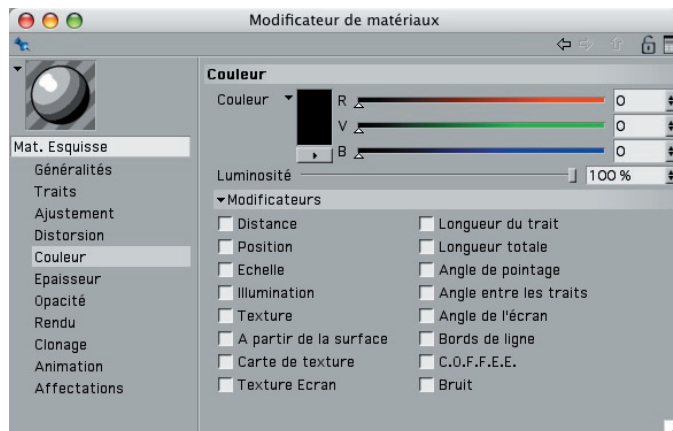 Modificateur de matériaux
Mat. Esquisse
Généralités
Traits
Ajustement
Distorsion
Couleur
Epaisseur
Opacité
Rendu
Clonage
Animation
Affectations
Couleur
Couleur
R 0
V 0
B 0
Luminosité 100 %
Modificateurs
Distance
Position
Echelle
Illumination
Texture
A partir de la surface
Carte de texture
Texture Ecran
Longueur du trait
Longueur totale
Angle de pointage
Angle entre les traits
Angle de l'écran
Bords de ligne
C.O.F.F.E.E.
Bruit